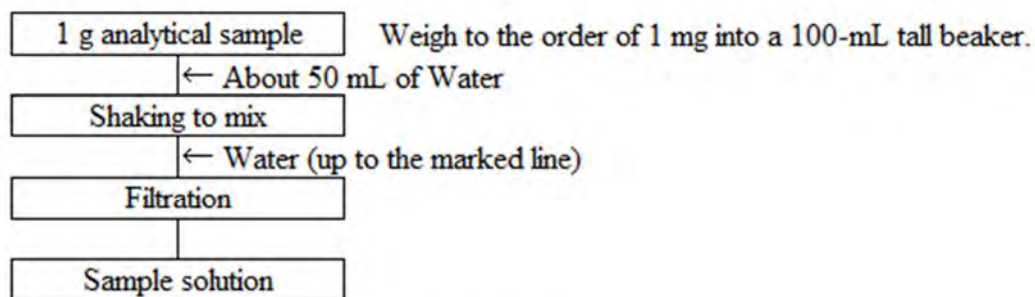 1 g analytical sample Weigh to the order of 1 mg into a 100-mL tall beaker.
← About 50 mL of Water
Shaking to mix
← Water (up to the marked line)
Filtration
Sample solution